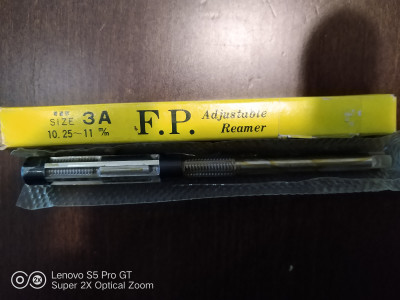 SIZE 3A
10.25~11 m/m
F.P. Adjustable
Reamer
Lenovo S5 Pro GT
Super 2X Optical Zoom